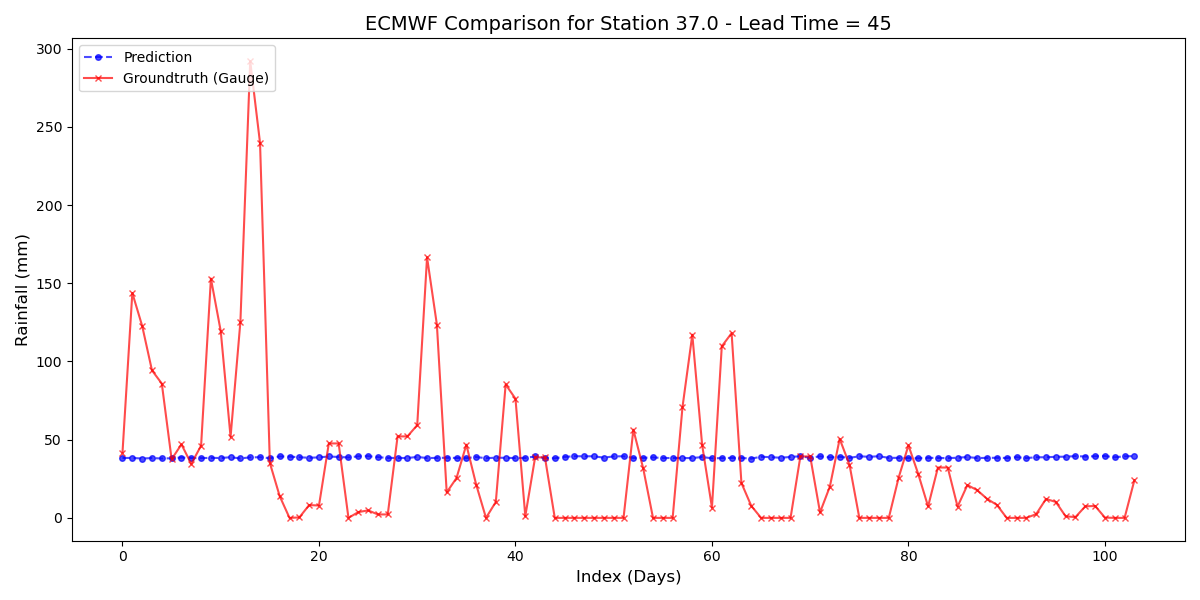 ECMWF Comparison for Station 37.0 - Lead Time = 45
Prediction
Groundtruth (Gauge)
Rainfall (mm)
300
250
200
150
100
50
0
0 20 40 60 80 100
Index (Days)